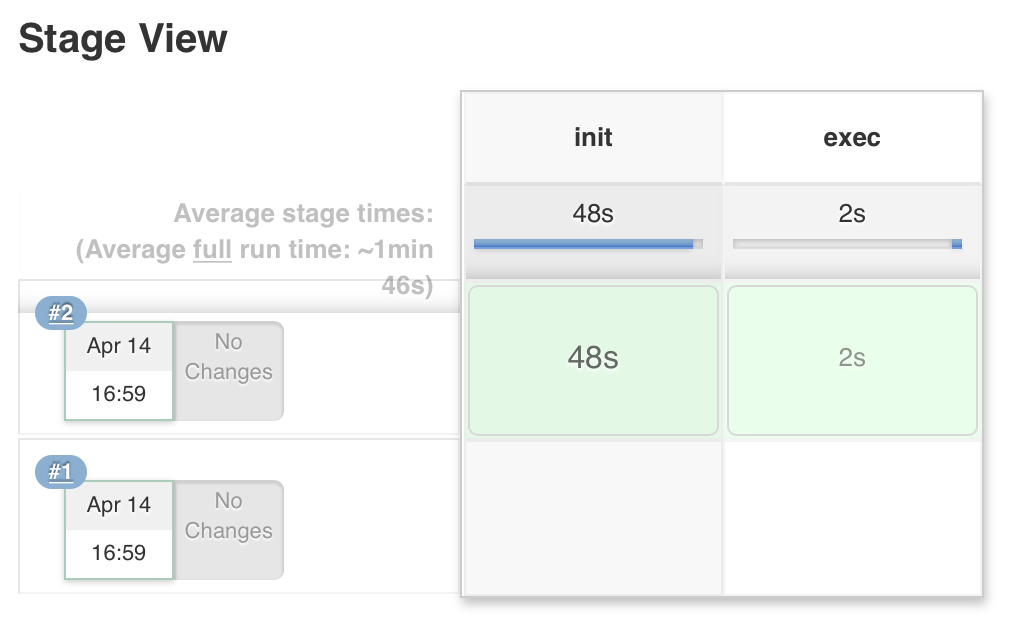 Stage View
init
exec
Average stage times:
48s
2s
(Average full run time: ~1min
46s)
#2
Apr 14
No
Changes
16:59
48s
2s
#1
Apr 14
No
Changes
16:59